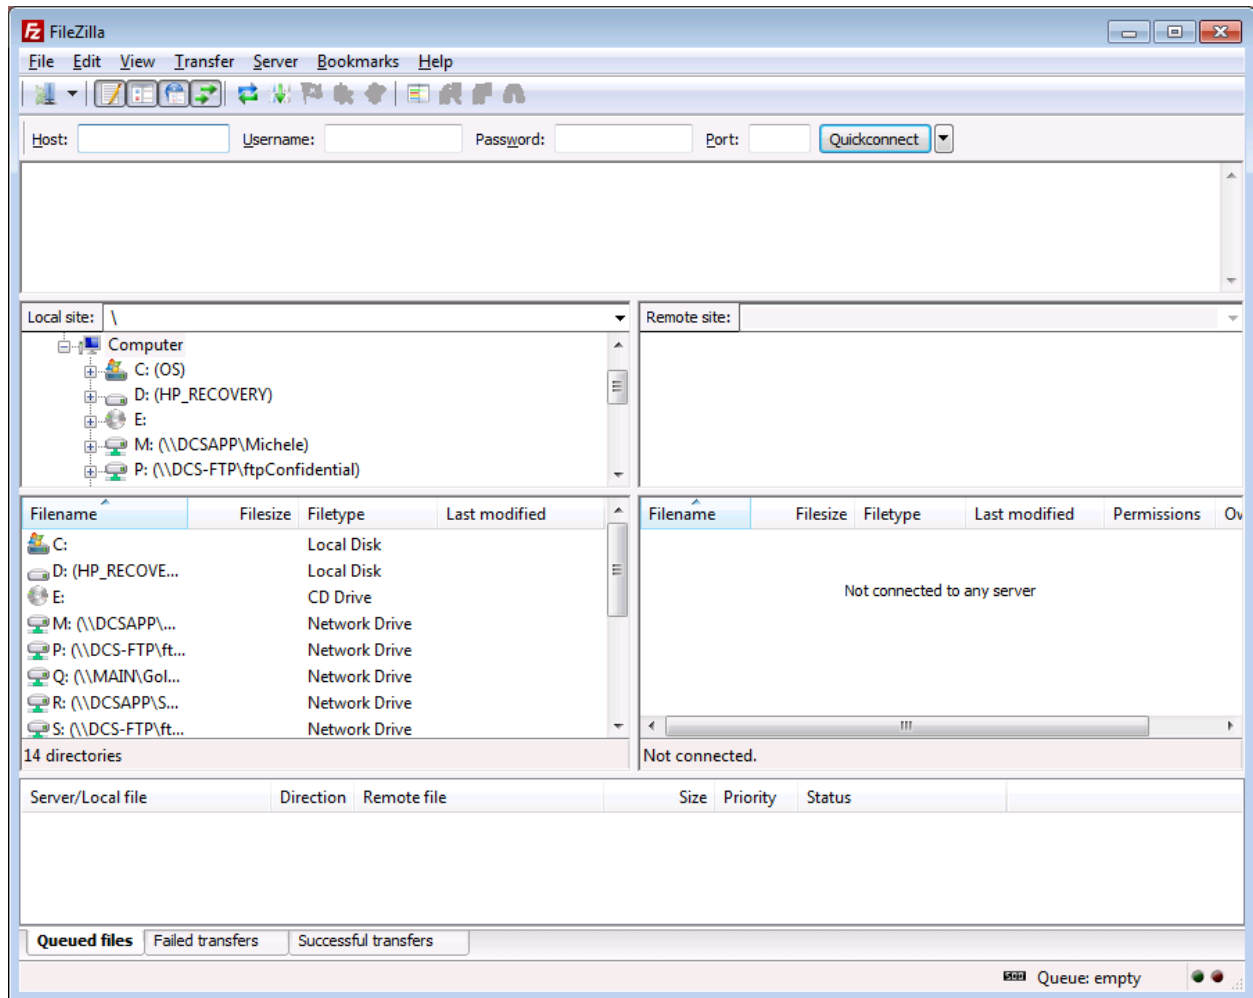 FileZilla
File Edit View Transfer Server Bookmarks Help
Host: Username: Password: Port: Quickconnect
Local site: \ Remote site:
Computer
C: (OS)
D: (HP_RECOVERY)
E:
M: (\\DCSAPP\Michele)
P: (\\DCS-FTP\ftpConfidential)
Filename Filesize Filetype Last modified Filename Filesize Filetype Last modified Permissions Ov
C: Local Disk
D: (HP_RECOVE... Local Disk
E: CD Drive
Not connected to any server
M: (\\DCSAPP\... Network Drive
P: (\\DCS-FTP\ft... Network Drive
Q: (\\MAIN\Gol... Network Drive
R: (\\DCSAPP\S... Network Drive
S: (\\DCS-FTP\ft... Network Drive
14 directories Not connected.
Server/Local file Direction Remote file Size Priority Status
Queued files Failed transfers Successful transfers
Queue: empty